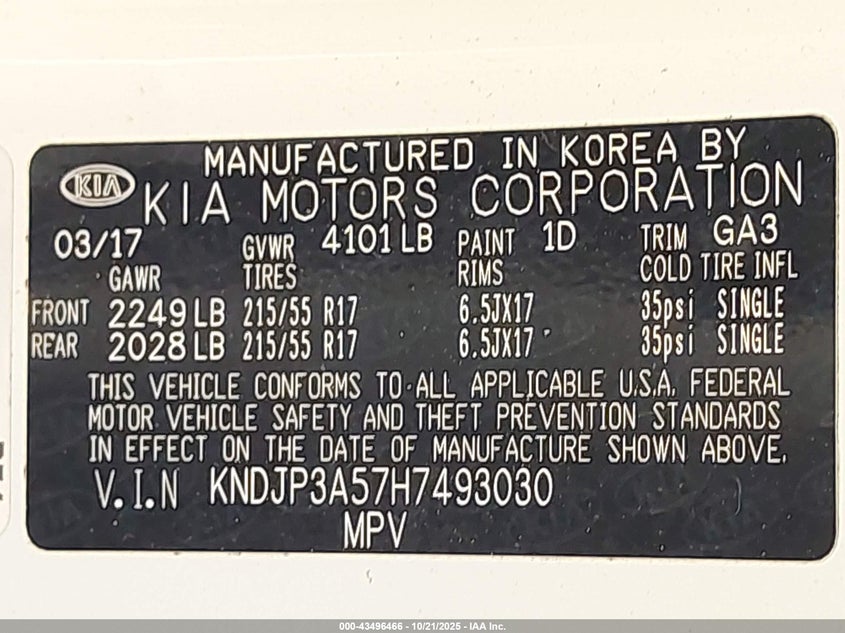 MANUFACTURED IN KOREA BY
KIA KIA MOTORS CORPORATION
03/17 GVWR 4101 LB PAINT 1D TRIM GA3
GAWR TIRES RIMS COLD TIRE INFL
FRONT 2249 LB 215/55 R17 6.5JX17 35psi SINGLE
REAR 2028 LB 215/55 R17 6.5JX17 35psi SINGLE
THIS VEHICLE CONFORMS TO ALL APPLICABLE U.S.A. FEDERAL
MOTOR VEHICLE SAFETY AND THEFT PREVENTION STANDARDS
IN EFFECT ON THE DATE OF MANUFACTURE SHOWN ABOVE.
V.I.N KNDJP3A57H7493030
MPV
000-43496466 - 10/21/2025 - IAA Inc.